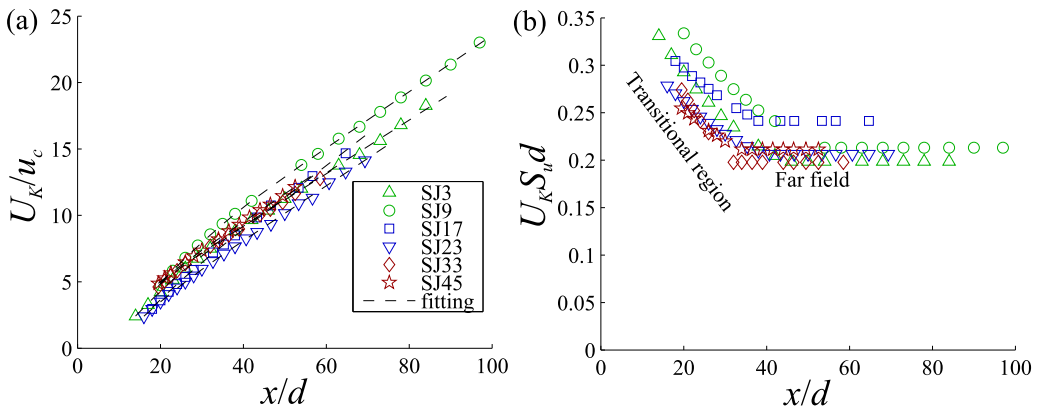 (a)
25
20
15
10
5
0
U_K/u_c
0 20 40 60 80 100
x/d
SJ3
SJ9
SJ17
SJ23
SJ33
SJ45
fitting
(b)
0.35
0.3
0.25
0.2
0.15
0.1
0.05
0
U_K S_u d
Transitional region
Far field
0 20 40 60 80 100
x/d